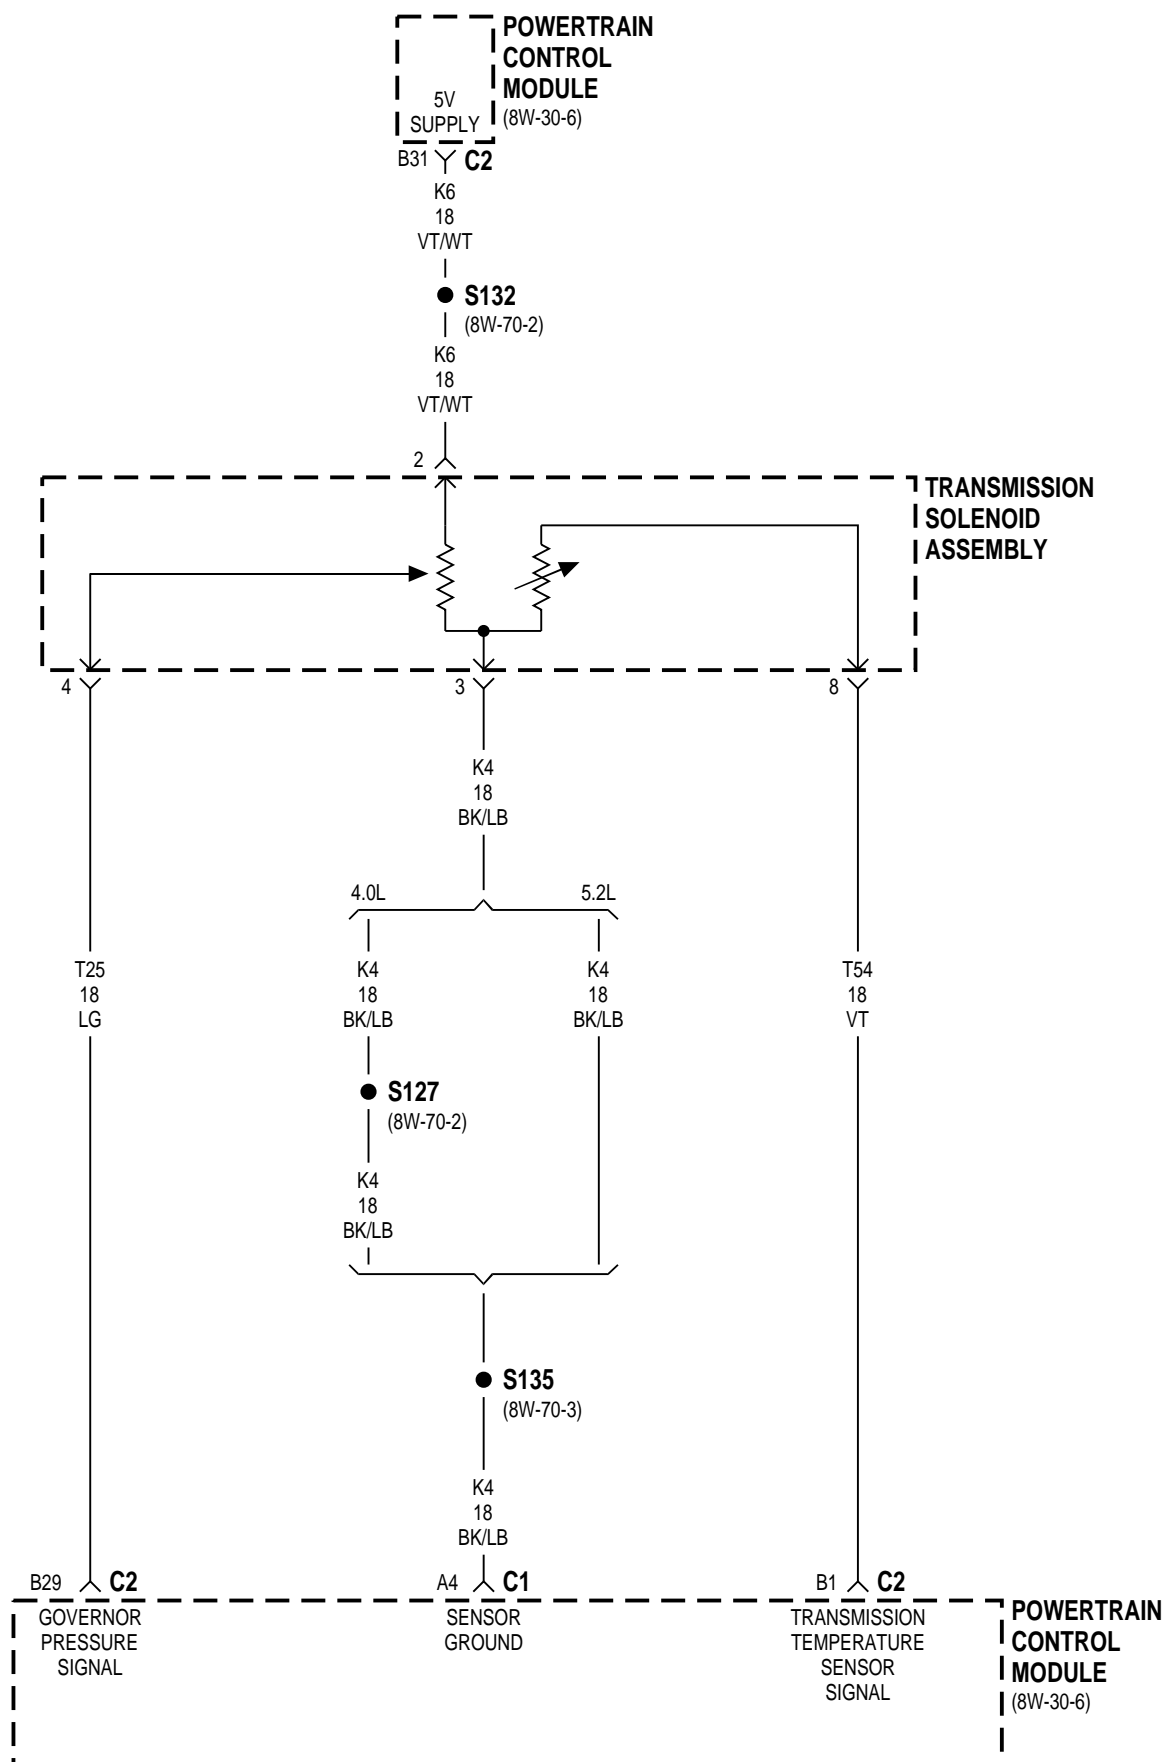 POWERTRAIN
CONTROL
MODULE
(8W-30-6)
5V
SUPPLY
B31 C2
K6
18
VT/WT
S132
(8W-70-2)
K6
18
VT/WT
2
TRANSMISSION
SOLENOID
ASSEMBLY
4 3 8
K4
18
BK/LB
4.0L 5.2L
T25 K4 K4 T54
18 18 18 18
LG BK/LB BK/LB VT
S127
(8W-70-2)
K4
18
BK/LB
S135
(8W-70-3)
K4
18
BK/LB
B29 C2 A4 C1 B1 C2
GOVERNOR
PRESSURE
SIGNAL
SENSOR
GROUND
TRANSMISSION
TEMPERATURE
SENSOR
SIGNAL
POWERTRAIN
CONTROL
MODULE
(8W-30-6)